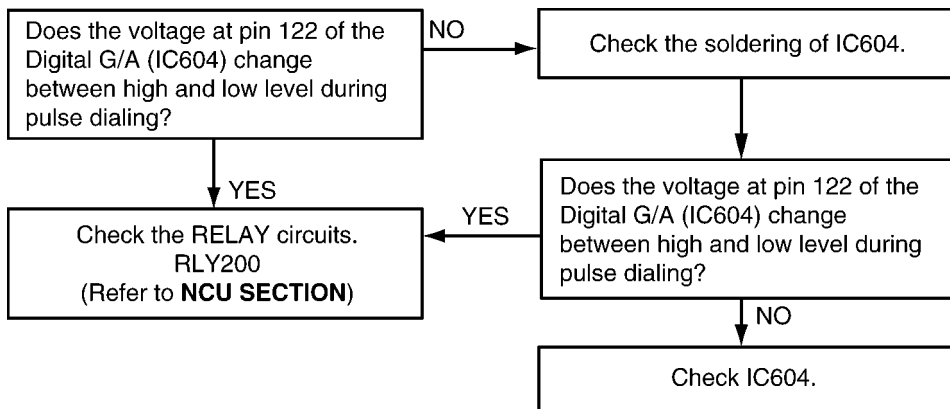 Does the voltage at pin 122 of the
Digital G/A (IC604) change
between high and low level during
pulse dialing?
NO
Check the soldering of IC604.
YES
Check the RELAY circuits.
RLY200
(Refer to NCU SECTION)
YES
Does the voltage at pin 122 of the
Digital G/A (IC604) change
between high and low level during
pulse dialing?
NO
Check IC604.